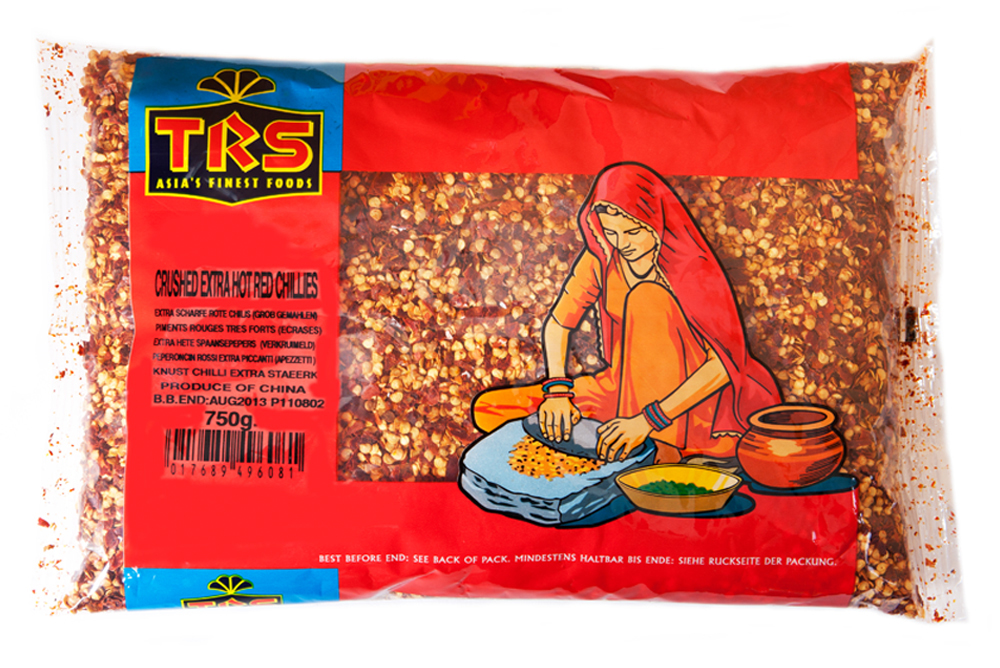 TRS
ASIA'S FINEST FOODS
CRUSHED EXTRA HOT RED CHILLIES
EXTRA SCHARFE ROTE CHILIS (GROB GEMAHLEN)
PIMENTS ROUGES TRES FORTS (ECRASES)
EXTRA HETE SPAANSEPEPERS (VERKRUIMELD)
PEPERONCIN ROSSI EXTRA PICCANTI (APEZZETTI)
KNUST CHILLI EXTRA STAEERK
PRODUCE OF CHINA
B.B.END:AUG2013 P110802
750g.
017689 496081
BEST BEFORE END: SEE BACK OF PACK. MINDESTENS HALTBAR BIS ENDE: SIEHE RUCKSEITE DER PACKUNG.
TRS